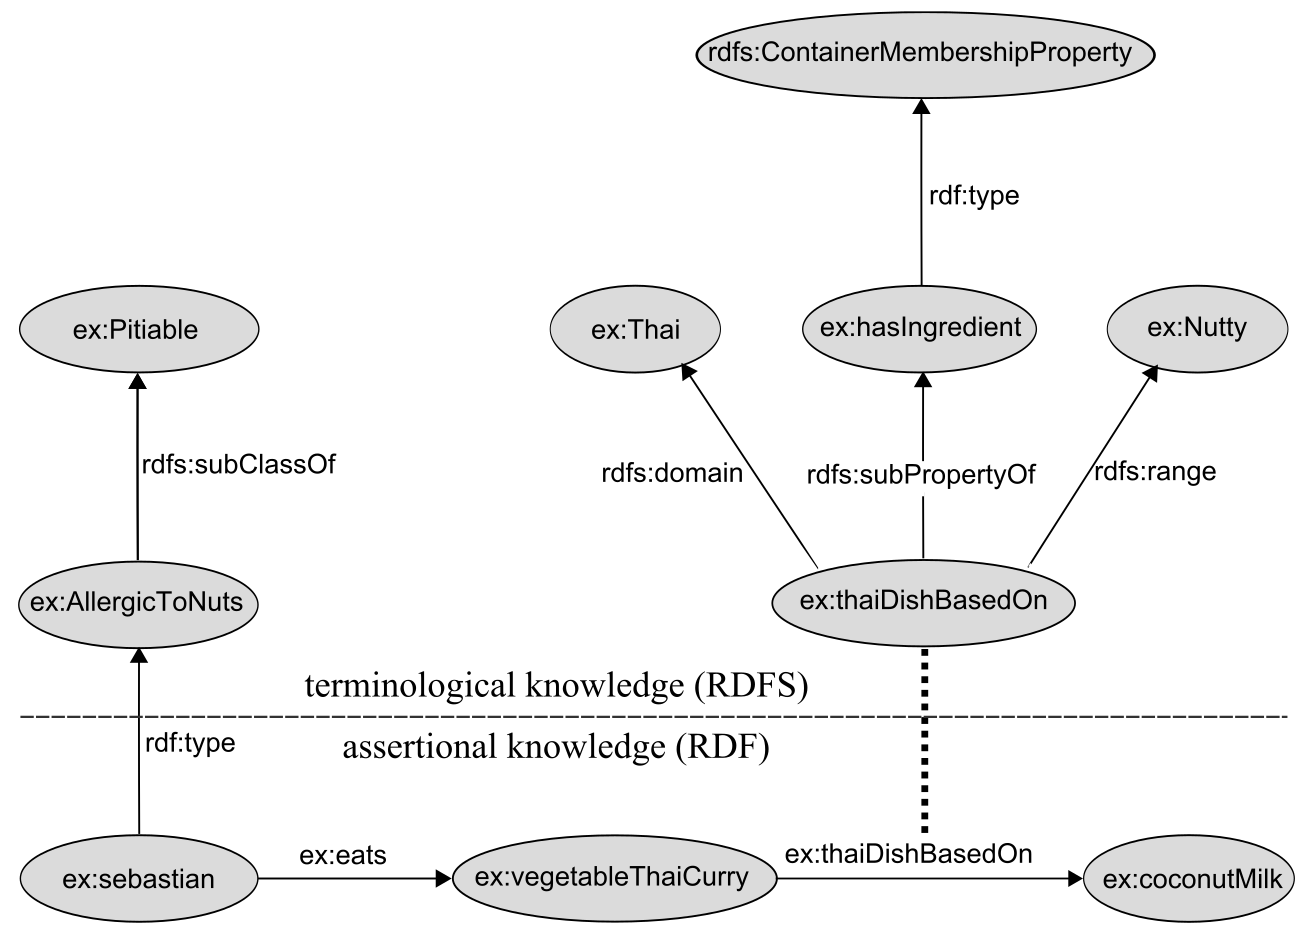 rdfs:ContainerMembershipProperty
rdf:type
ex:Pitiable
ex:Thai
ex:hasIngredient
ex:Nutty
rdfs:subClassOf
rdfs:domain
rdfs:subPropertyOf
rdfs:range
ex:AllergicToNuts
ex:thaiDishBasedOn
terminological knowledge (RDFS)
rdf:type
assertional knowledge (RDF)
ex:eats
ex:thaiDishBasedOn
ex:sebastian
ex:vegetableThaiCurry
ex:coconutMilk